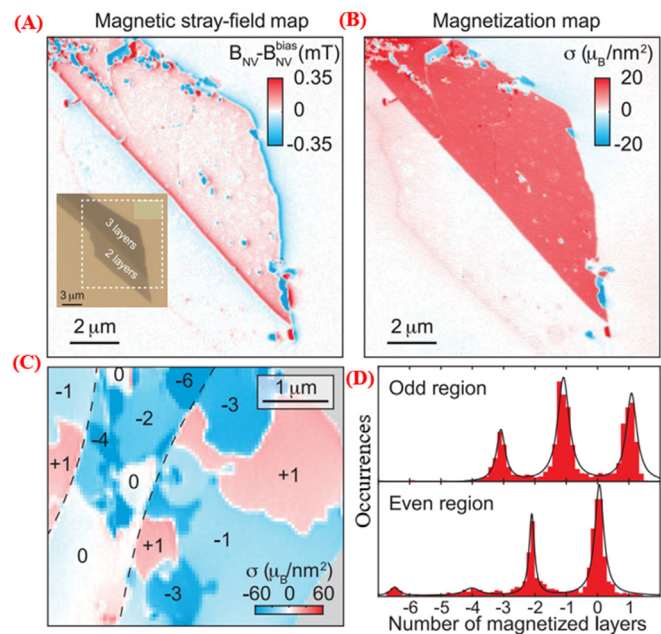 (A)
Magnetic stray-field map
B_NV-B_NV^bias (mT)
0.35
-0.35
3 layers
2 layers
3 μm
2 μm
(B)
Magnetization map
σ (μ_B/nm²)
20
-20
2 μm
(C)
-1
0
-6
-3
1 μm
-2
-4
+1
+1
0
0
+1
-1
-3
σ (μ_B/nm²)
-60
60
(D)
Odd region
Even region
Occurrences
-6
-5
-4
-3
-2
-1
0
1
Number of magnetized layers